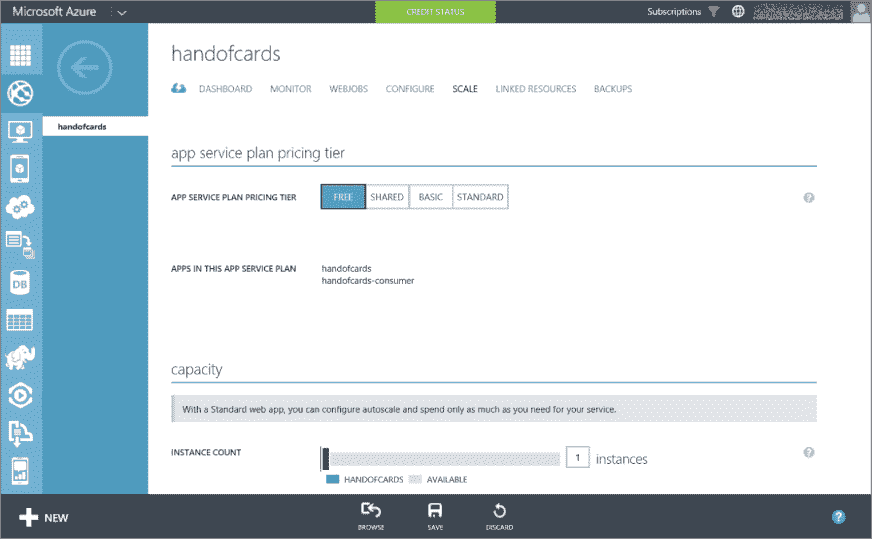 Microsoft Azure
CREDIT STATUS
Subscriptions
handofcards
handofcards
DASHBOARD MONITOR WEBJOBS CONFIGURE SCALE LINKED RESOURCES BACKUPS
app service plan pricing tier
APP SERVICE PLAN PRICING TIER FREE SHARED BASIC STANDARD ?
APPS IN THIS APP SERVICE PLAN handofcards
handofcards-consumer
DB
capacity
With a Standard web app, you can configure autoscale and spend only as much as you need for your service.
INSTANCE COUNT 1 instances ?
HANDOFCARDS AVAILABLE
NEW BROWSE SAVE DISCARD ?